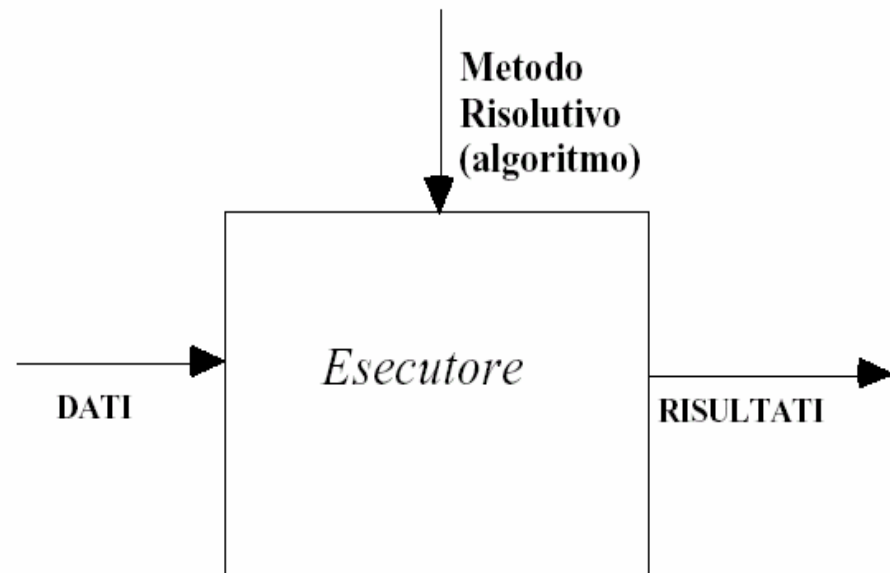 Metodo
Risolutivo
(algoritmo)
Esecutore
DATI
RISULTATI